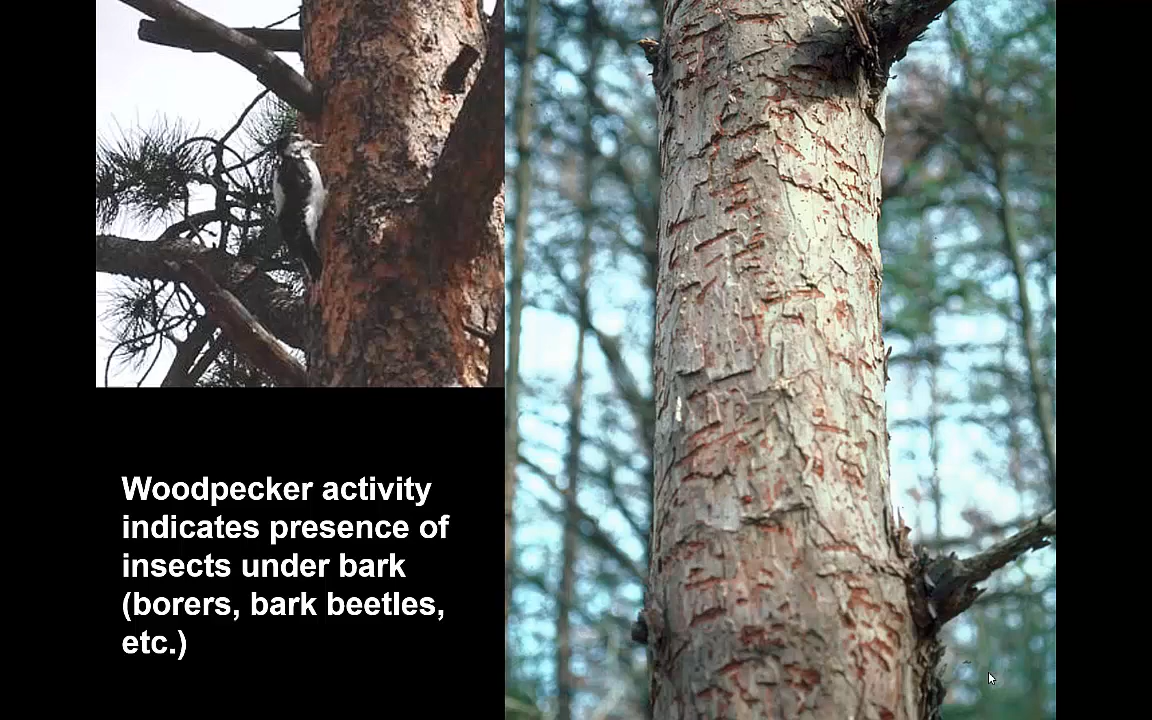 Woodpecker activity
indicates presence of
insects under bark
(borers, bark beetles,
etc.)